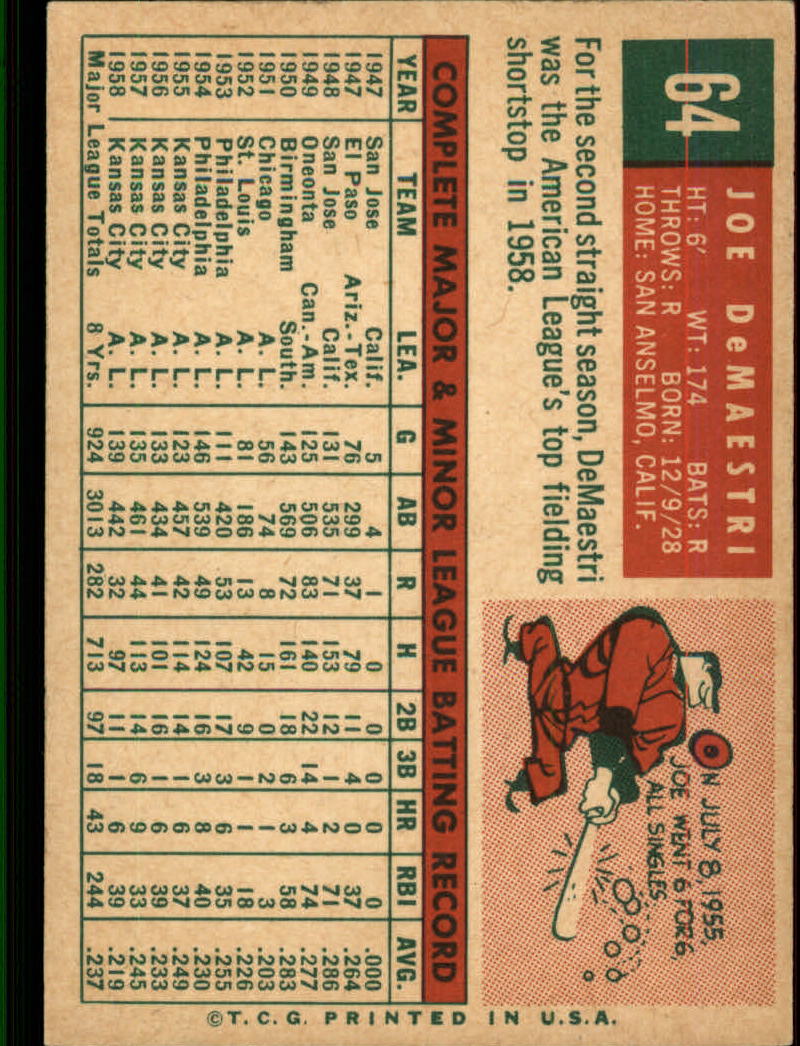 64
JOE DeMAESTRI
HT: 6' WT: 174 BATS: R
THROWS: R BORN: 12/9/28
HOME: SAN ANSELMO, CALIF.
For the second straight season, DeMaestri
was the American League's top fielding
shortstop in 1958.
ON JULY 8, 1955,
JOE WENT 6 FOR 6,
ALL SINGLES
COMPLETE MAJOR & MINOR LEAGUE BATTING RECORD
YEAR TEAM LEA. G AB R H 2B 3B HR RBI AVG.
1947 San Jose Calif. 5 4 1 0 0 0 0 0 .000
1947 El Paso Ariz.-Tex. 76 299 37 79 11 4 0 37 .264
1948 San Jose Calif. 131 535 71 153 12 1 2 71 .286
1949 Oneonta Can.-Am. 125 506 83 140 22 14 4 74 .277
1950 Birmingham South. 143 569 72 161 18 6 3 58 .283
1951 Chicago A. L. 56 74 8 15 0 2 1 3 .203
1952 St. Louis A. L. 81 186 13 42 9 1 1 18 .226
1953 Philadelphia A. L. 111 420 53 107 17 3 6 35 .255
1954 Philadelphia A. L. 146 539 49 124 16 3 8 40 .230
1955 Kansas City A. L. 123 457 42 114 14 1 6 37 .249
1956 Kansas City A. L. 133 434 41 101 16 1 6 39 .233
1957 Kansas City A. L. 135 461 44 113 14 6 9 33 .245
1958 Kansas City A. L. 139 442 32 97 11 1 6 39 .219
Major League Totals 8 Yrs. 924 3013 282 713 97 18 43 244 .237
©T.C.G. PRINTED IN U.S.A.